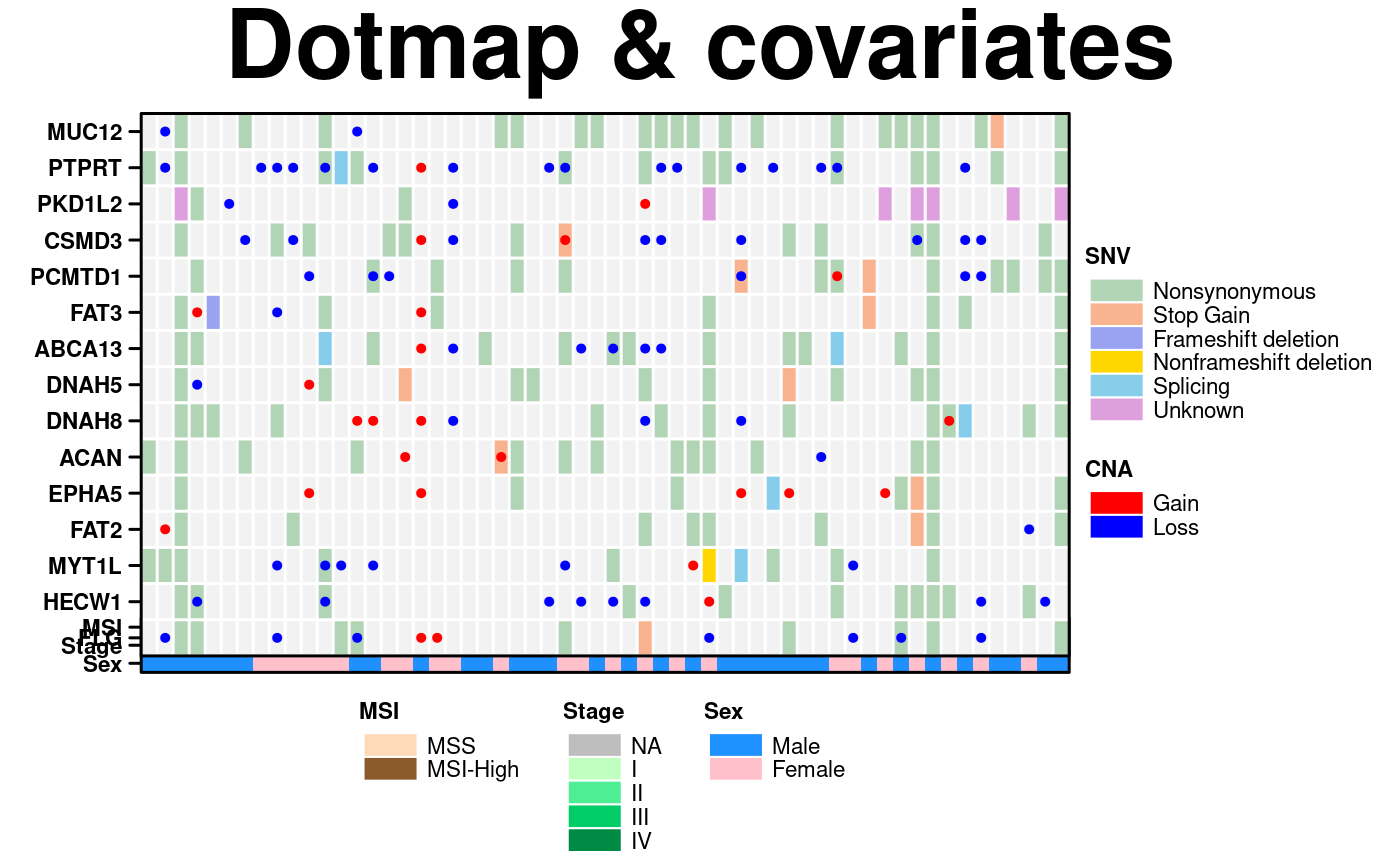 Dotmap & covariates
MUC12
PTPRT
PKD1L2
CSMD3
PCMTD1
FAT3
ABCA13
DNAH5
DNAH8
ACAN
EPHA5
FAT2
MYT1L
HECW1
MSI
FLG
Stage
Sex
SNV
Nonsynonymous
Stop Gain
Frameshift deletion
Nonframeshift deletion
Splicing
Unknown
CNA
Gain
Loss
MSI
MSS
MSI-High
Stage
NA
I
II
III
IV
Sex
Male
Female